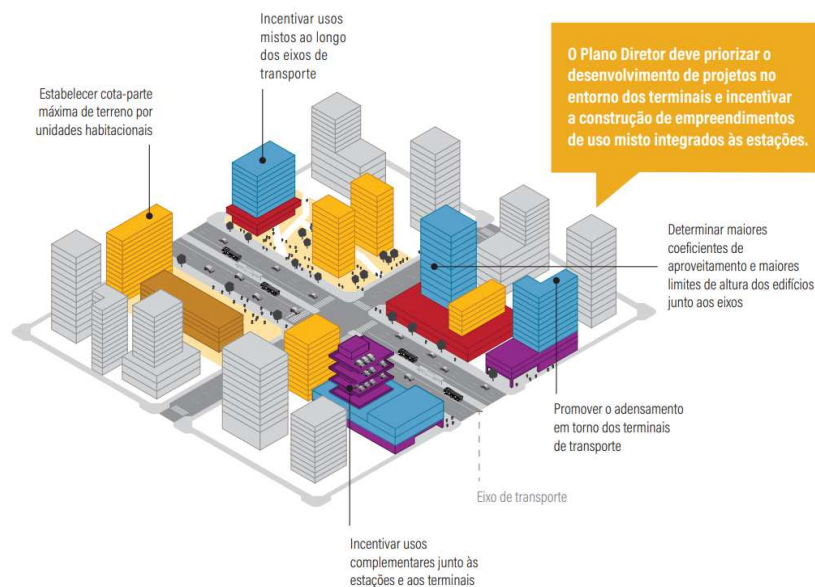 Incentivar usos
mistos ao longo
dos eixos de
transporte
O Plano Diretor deve priorizar o
desenvolvimento de projetos no
entorno dos terminais e incentivar
a construção de empreendimentos
de uso misto integrados às estações.
Estabelecer cota-parte
máxima de terreno por
unidades habitacionais
Determinar maiores
coeficientes de
aproveitamento e maiores
limites de altura dos edifícios
junto aos eixos
Promover o adensamento
em torno dos terminais
de transporte
Eixo de transporte
Incentivar usos
complementares junto às
estações e aos terminais